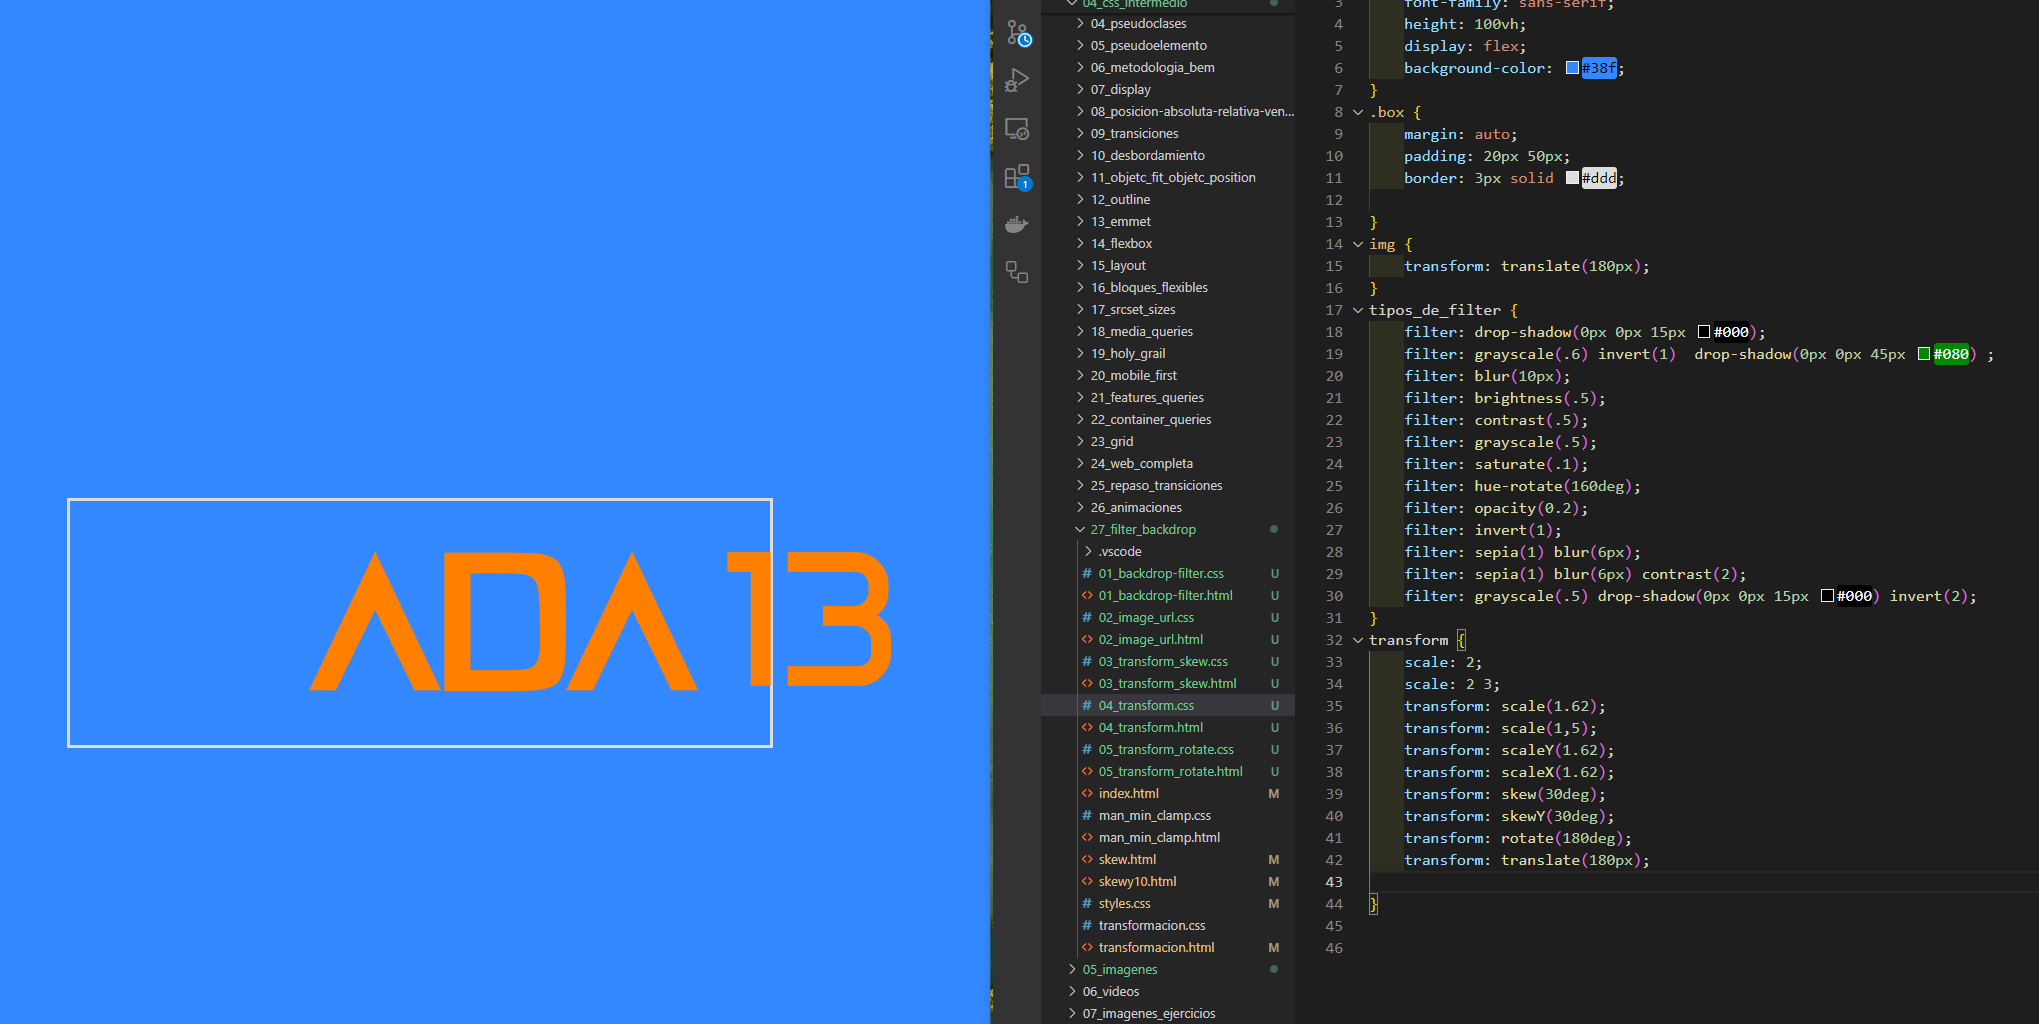 ADA 13
04_css_intermedio
04_pseudoclases
05_pseudoelemento
06_metodologia_bem
07_display
08_posicion-absoluta-relativa-ven...
09_transiciones
10_desbordamiento
11_objetc_fit_objetc_position
12_outline
13_emmet
14_flexbox
15_layout
16_bloques_flexibles
17_srcset_sizes
18_media_queries
19_holy_grail
20_mobile_first
21_features_queries
22_container_queries
23_grid
24_web_completa
25_repaso_transiciones
26_animaciones
27_filter_backdrop
.vscode
# 01_backdrop-filter.css U
<> 01_backdrop-filter.html U
# 02_image_url.css U
<> 02_image_url.html U
# 03_transform_skew.css U
<> 03_transform_skew.html U
# 04_transform.css U
<> 04_transform.html U
# 05_transform_rotate.css U
<> 05_transform_rotate.html U
<> index.html M
# man_min_clamp.css
<> man_min_clamp.html
<> skew.html M
<> skewy10.html M
# styles.css M
# transformacion.css
<> transformacion.html M
05_imagenes
06_videos
07_imagenes_ejercicios
1
3 font-family: sans-serif;
4 height: 100vh;
5 display: flex;
6 background-color: #38f;
7 }
8 .box {
9 margin: auto;
10 padding: 20px 50px;
11 border: 3px solid #ddd;
12
13 }
14 img {
15 transform: translate(180px);
16 }
17 tipos_de_filter {
18 filter: drop-shadow(0px 0px 15px #000);
19 filter: grayscale(.6) invert(1)  drop-shadow(0px 0px 45px #080) ;
20 filter: blur(10px);
21 filter: brightness(.5);
22 filter: contrast(.5);
23 filter: grayscale(.5);
24 filter: saturate(.1);
25 filter: hue-rotate(160deg);
26 filter: opacity(0.2);
27 filter: invert(1);
28 filter: sepia(1) blur(6px);
29 filter: sepia(1) blur(6px) contrast(2);
30 filter: grayscale(.5) drop-shadow(0px 0px 15px #000) invert(2);
31 }
32 transform {
33 scale: 2;
34 scale: 2 3;
35 transform: scale(1.62);
36 transform: scale(1,5);
37 transform: scaleY(1.62);
38 transform: scaleX(1.62);
39 transform: skew(30deg);
40 transform: skewY(30deg);
41 transform: rotate(180deg);
42 transform: translate(180px);
43
44 }
45
46